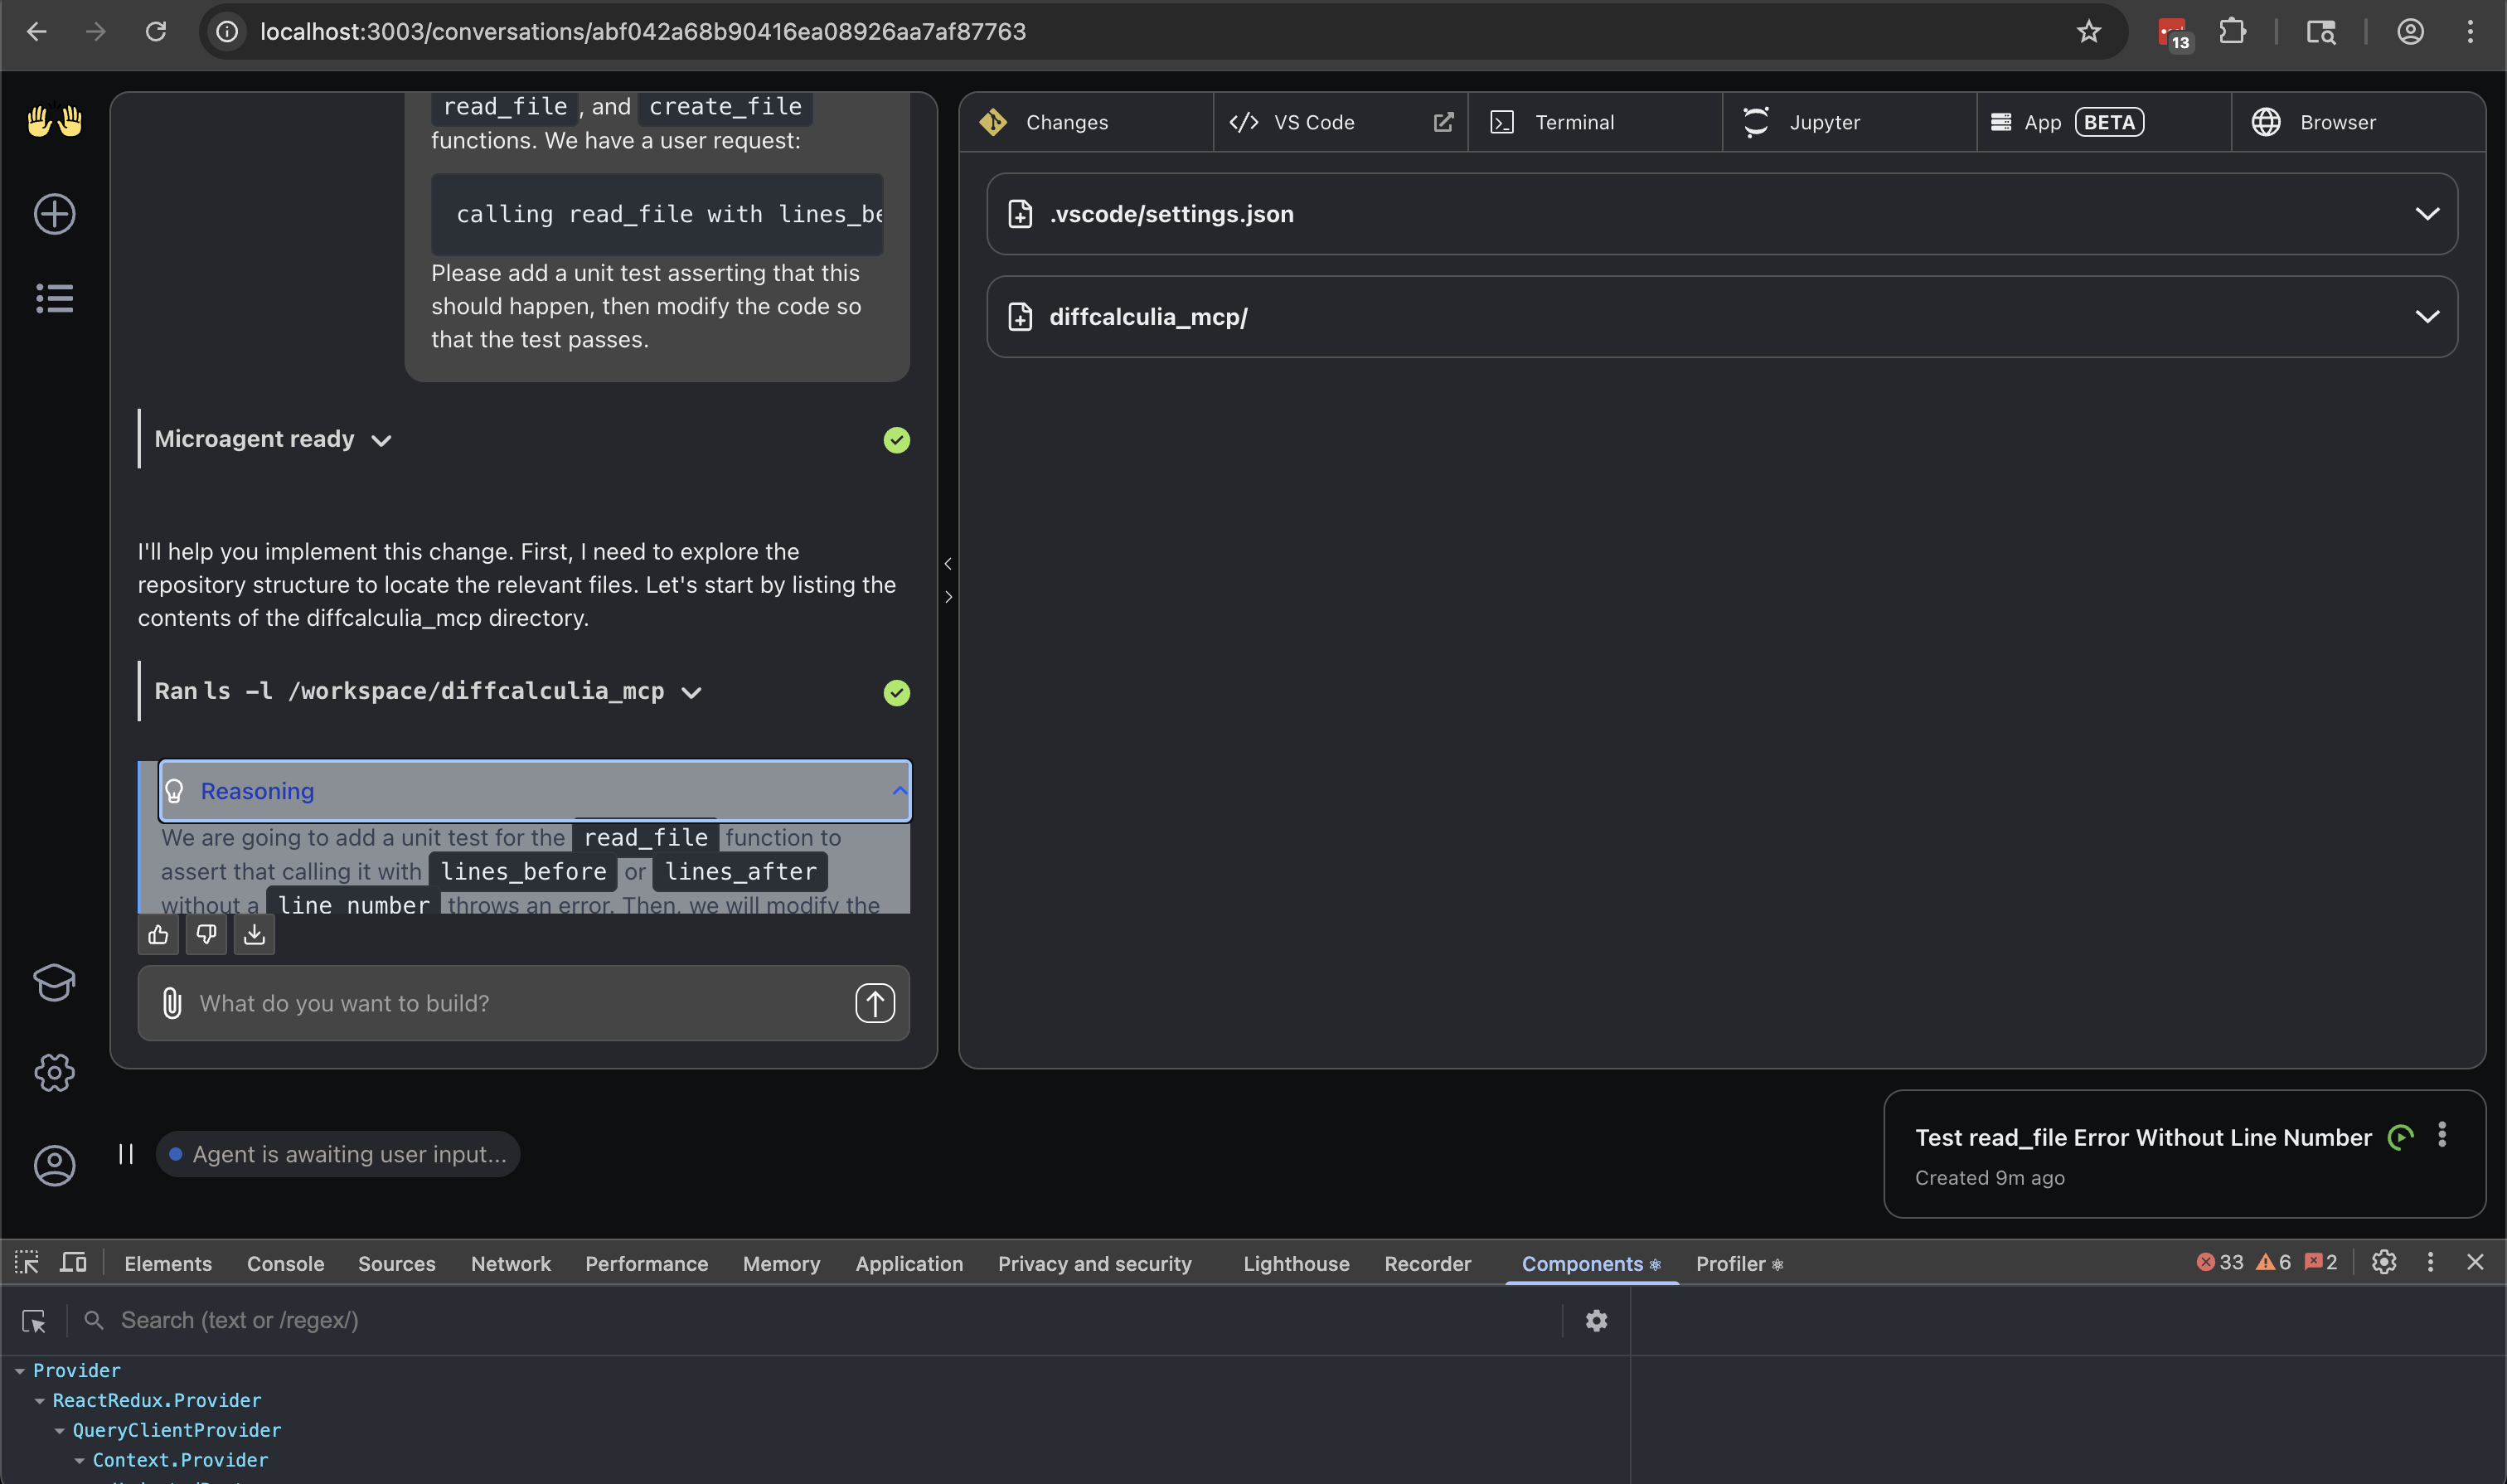 localhost:3003/conversations/abf042a68b90416ea08926aa7af87763
13
read_file, and create_file
functions. We have a user request:
calling read_file with lines_be
Please add a unit test asserting that this
should happen, then modify the code so
that the test passes.
Microagent ready
I'll help you implement this change. First, I need to explore the
repository structure to locate the relevant files. Let's start by listing the
contents of the diffcalculia_mcp directory.
Ran ls -l /workspace/diffcalculia_mcp
Reasoning
We are going to add a unit test for the read_file function to
assert that calling it with lines_before or lines_after
without a line_number throws an error. Then, we will modify the
What do you want to build?
Agent is awaiting user input...
Changes
VS Code
Terminal
Jupyter
App BETA
Browser
.vscode/settings.json
diffcalculia_mcp/
Test read_file Error Without Line Number
Created 9m ago
Elements Console Sources Network Performance Memory Application Privacy and security Lighthouse Recorder Components Profiler 33 6 2
Search (text or /regex/)
Provider
ReactRedux.Provider
QueryClientProvider
Context.Provider